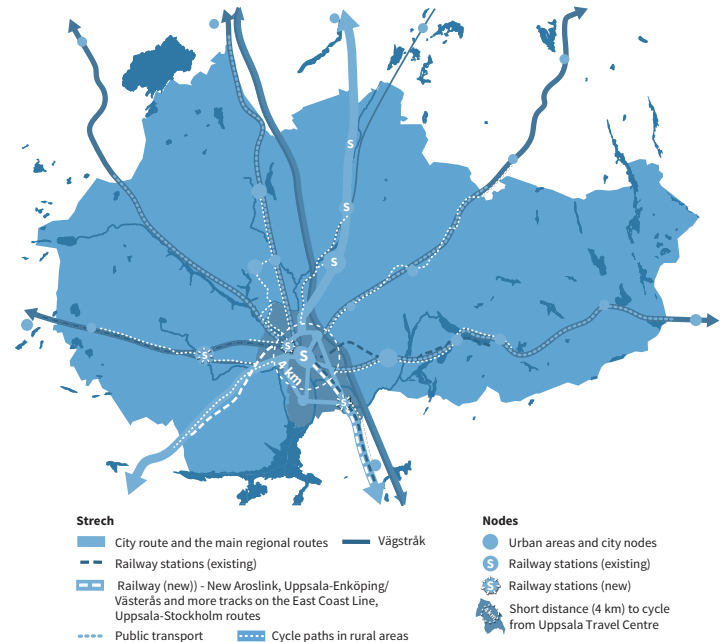 S
S
S
S
S
S
4 km
S
Strech
City route and the main regional routes
Vägstråk
Railway stations (existing)
Railway (new)) - New Aroslink, Uppsala-Enköping/
Västerås and more tracks on the East Coast Line,
Uppsala-Stockholm routes
Public transport
Cycle paths in rural areas
Nodes
Urban areas and city nodes
S
Railway stations (existing)
S
Railway stations (new)
Short distance (4 km) to cycle
from Uppsala Travel Centre